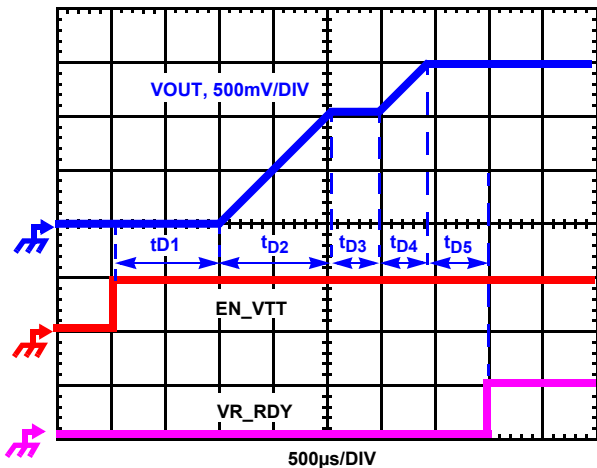 VOUT, 500mV/DIV
tD1 tD2 tD3 tD4 tD5
EN_VTT
VR_RDY
500µs/DIV